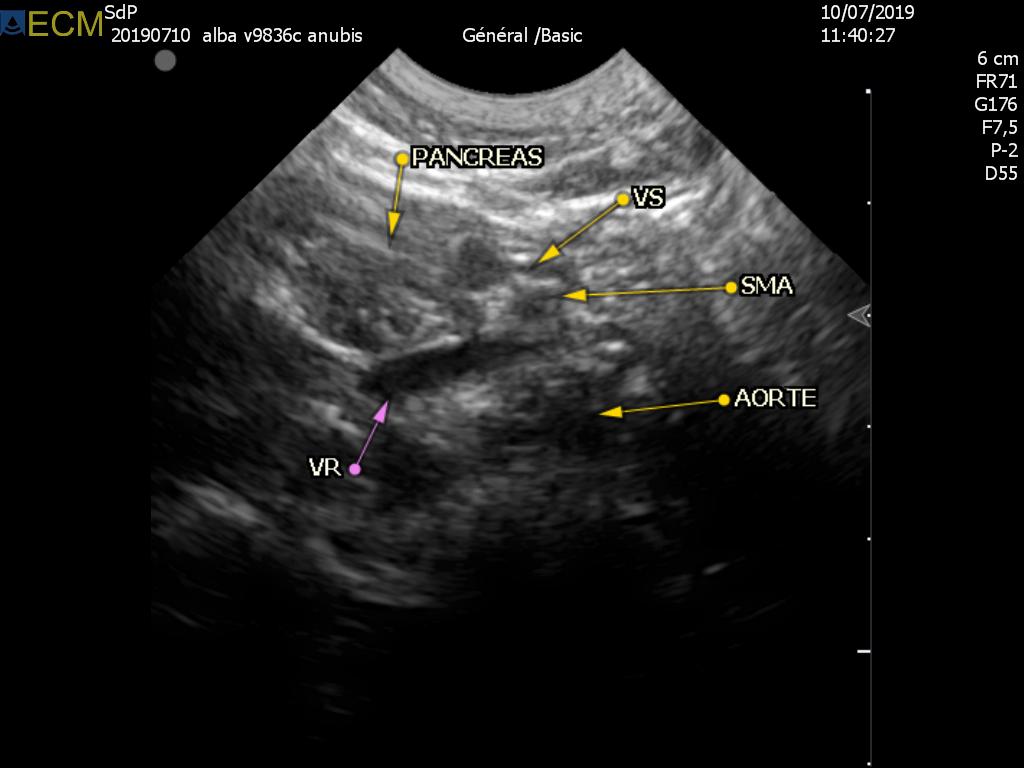 ECM
SdP
20190710 alba v9836c anubis
Général /Basic
10/07/2019
11:40:27
6 cm
FR71
G176
F7,5
P-2
D55
PANCREAS
VS
SMA
AORTE
VR